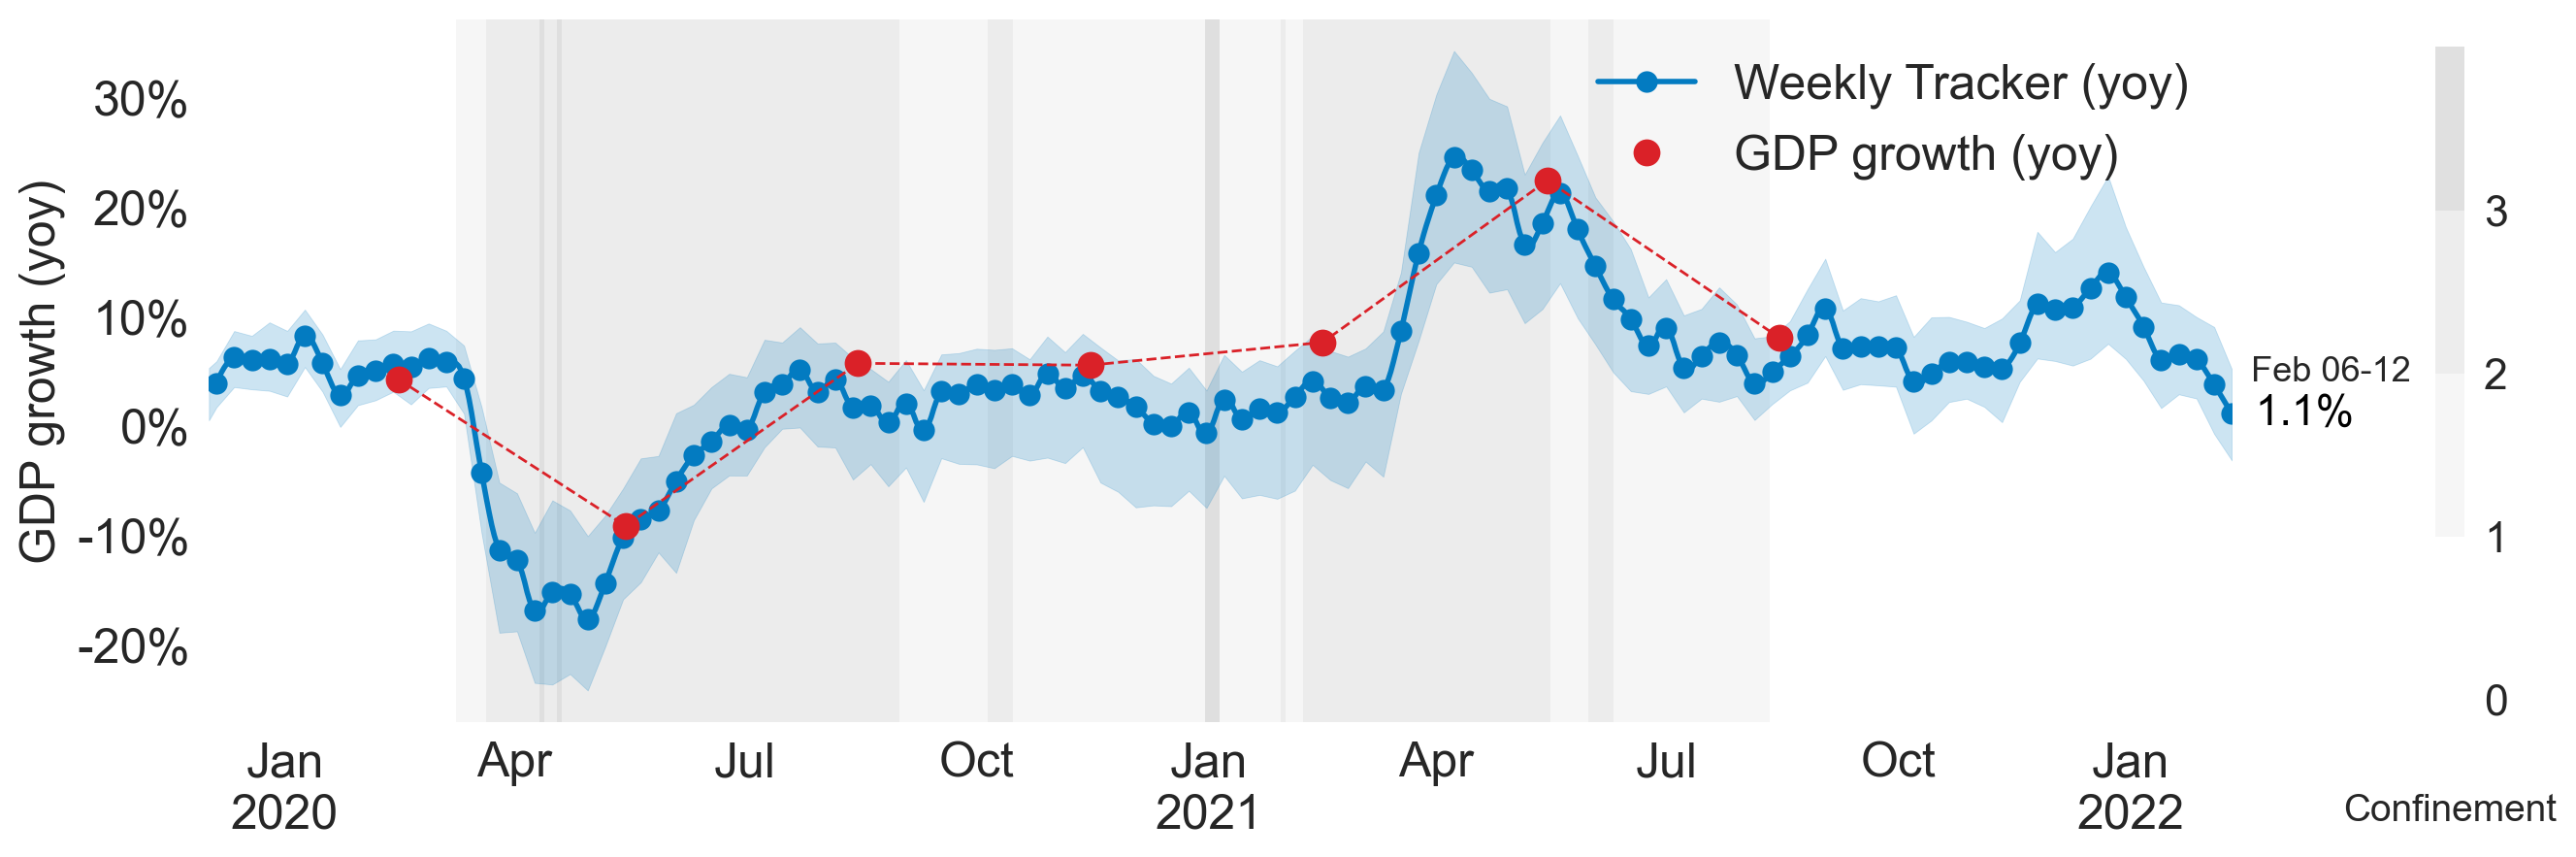 GDP growth (yoy)
30%
20%
10%
0%
-10%
-20%
Weekly Tracker (yoy)
GDP growth (yoy)
Feb 06-12
1.1%
3
2
1
0
Jan Apr Jul Oct Jan Apr Jul Oct Jan
2020 2021 2022
Confinement